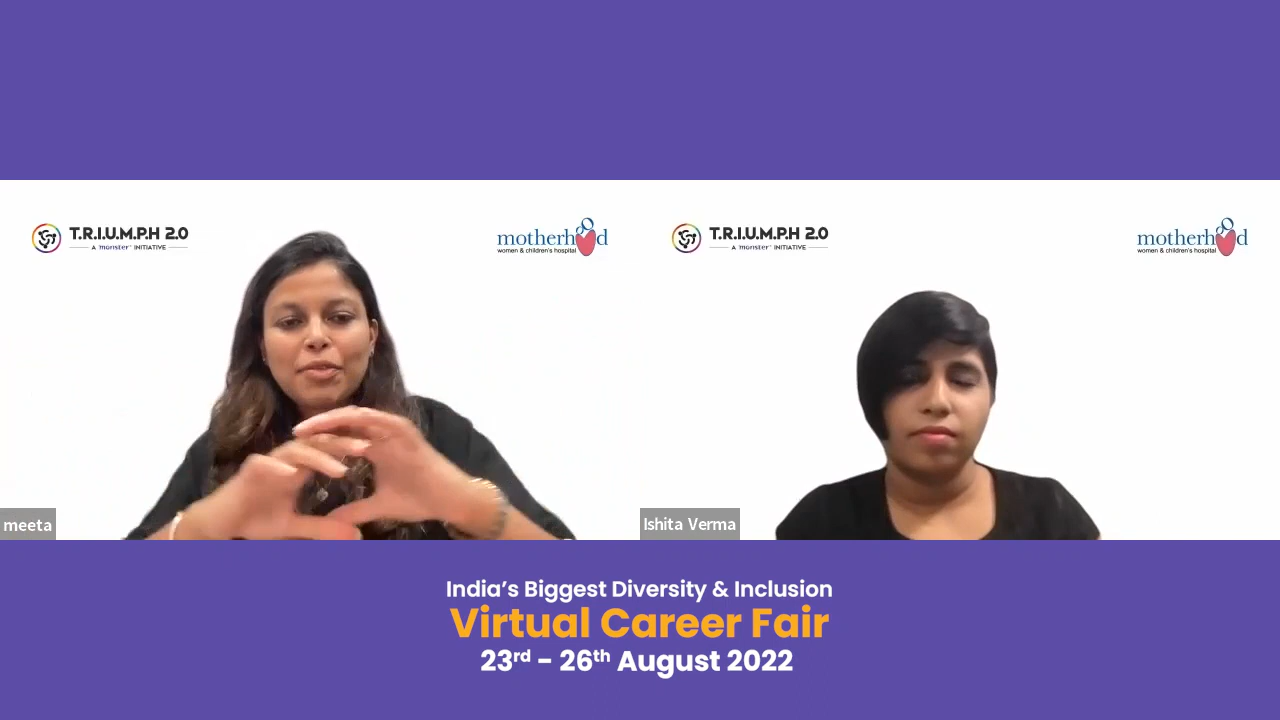 T.R.I.U.M.P.H 2.0
A monster INITIATIVE
motherhood
women & children's hospital
T.R.I.U.M.P.H 2.0
A monster INITIATIVE
motherhood
women & children's hospital
meeta
Ishita Verma
India's Biggest Diversity & Inclusion
Virtual Career Fair
23rd - 26th August 2022